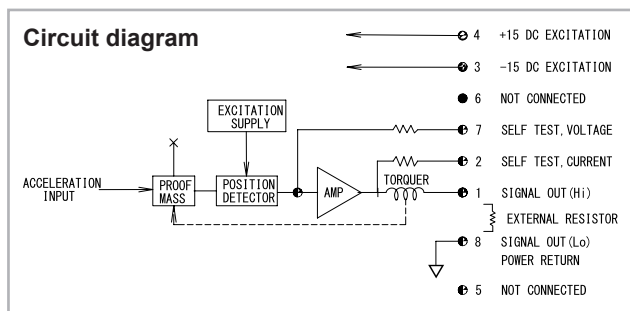 Circuit diagram
4 +15 DC EXCITATION
3 −15 DC EXCITATION
6 NOT CONNECTED
EXCITATION
SUPPLY
7 SELF TEST, VOLTAGE
2 SELF TEST, CURRENT
ACCELERATION
INPUT
PROOF
MASS
POSITION
DETECTOR
AMP
TORQUER
1 SIGNAL OUT (Hi)
EXTERNAL RESISTOR
8 SIGNAL OUT (Lo)
POWER RETURN
5 NOT CONNECTED